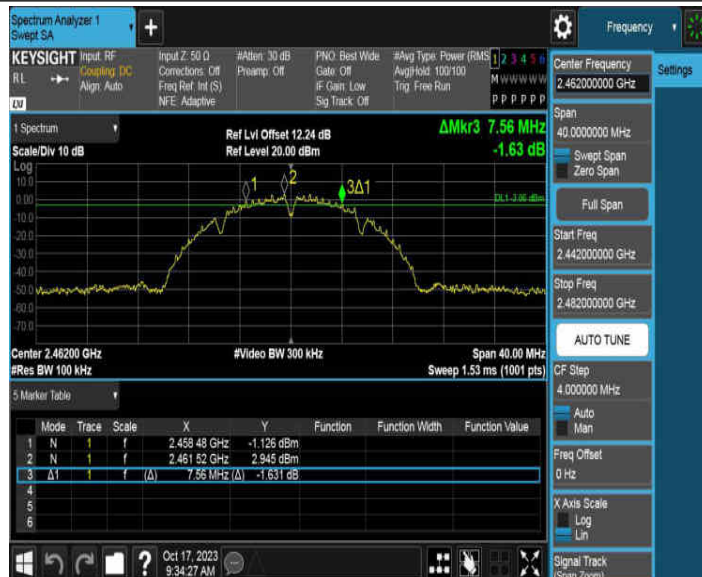 Spectrum Analyzer 1
Swept SA
+
Frequency
KEYSIGHT
RL
LXI
Input: RF
Coupling: DC
Align: Auto
Input Z: 50 Ω
Corrections: Off
Freq Ref: Int (S)
NFE: Adaptive
#Atten: 30 dB
Preamp: Off
PNO: Best Wide
Gate: Off
IF Gain: Low
Sig Track: Off
#Avg Type: Power (RMS
Avg|Hold: 100/100
Trig: Free Run
1 2 3 4 5 6
M W W W W W
P P P P P P
Center Frequency
2.462000000 GHz
Settings
Span
40.0000000 MHz
Swept Span
Zero Span
Full Span
Start Freq
2.442000000 GHz
Stop Freq
2.482000000 GHz
AUTO TUNE
CF Step
4.000000 MHz
Auto
Man
Freq Offset
0 Hz
X Axis Scale
Log
Lin
Signal Track
(Span Zoom)
1 Spectrum
Scale/Div 10 dB
Ref Lvl Offset 12.24 dB
Ref Level 20.00 dBm
ΔMkr3 7.56 MHz
-1.63 dB
Log
10.0
0.00
-10.0
-20.0
-30.0
-40.0
-50.0
-60.0
-70.0
1
2
3Δ1
DL1 -3.06 dBm
Center 2.46200 GHz
#Res BW 100 kHz
#Video BW 300 kHz
Span 40.00 MHz
Sweep 1.53 ms (1001 pts)
5 Marker Table
Mode Trace Scale X Y Function Function Width Function Value
1 N 1 f 2.458 48 GHz -1.126 dBm
2 N 1 f 2.461 52 GHz 2.945 dBm
3 Δ1 1 f (Δ) 7.56 MHz (Δ) -1.631 dB
4
5
6
?
Oct 17, 2023
9:34:27 AM